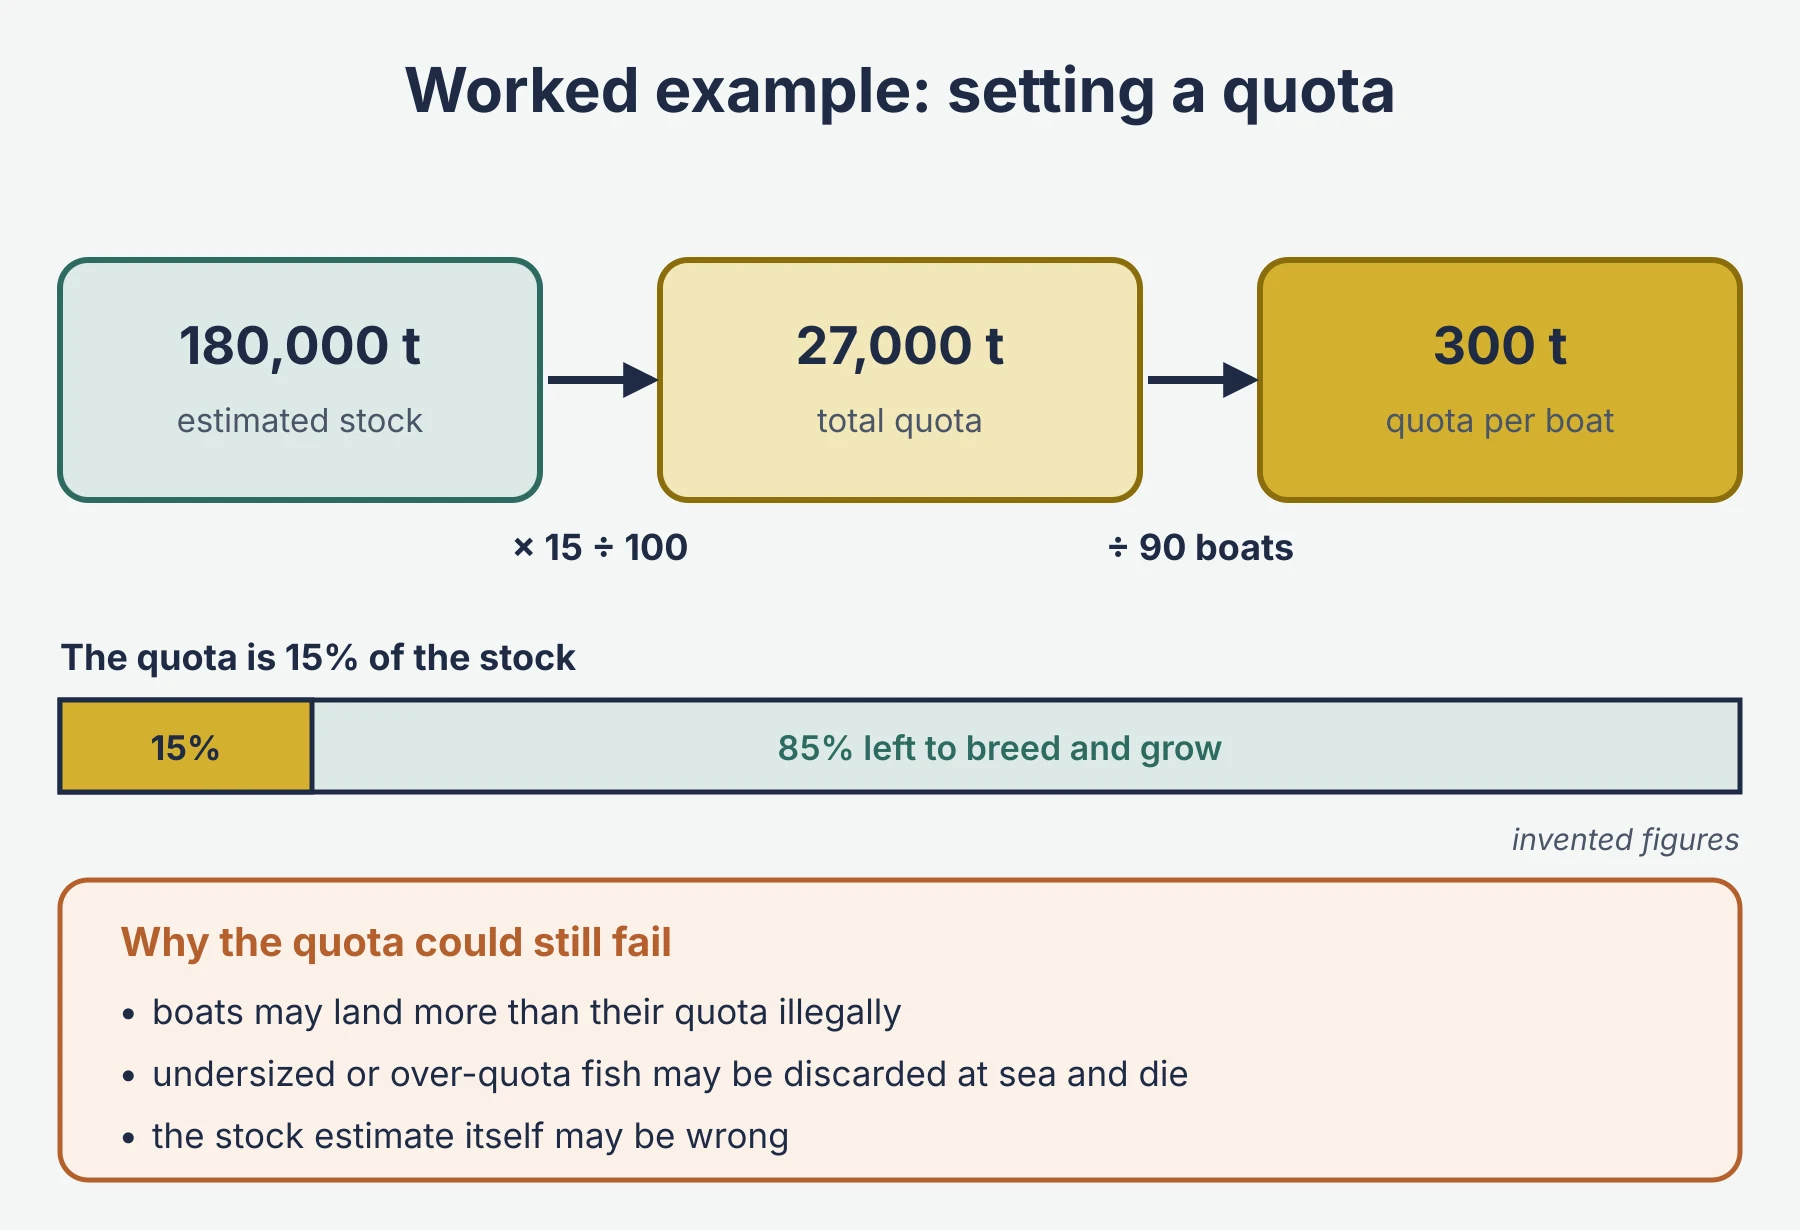 Worked example: setting a quota
180,000 t
estimated stock
27,000 t
total quota
300 t
quota per boat
× 15 ÷ 100
÷ 90 boats
The quota is 15% of the stock
15%
85% left to breed and grow
invented figures
Why the quota could still fail
• boats may land more than their quota illegally
• undersized or over-quota fish may be discarded at sea and die
• the stock estimate itself may be wrong